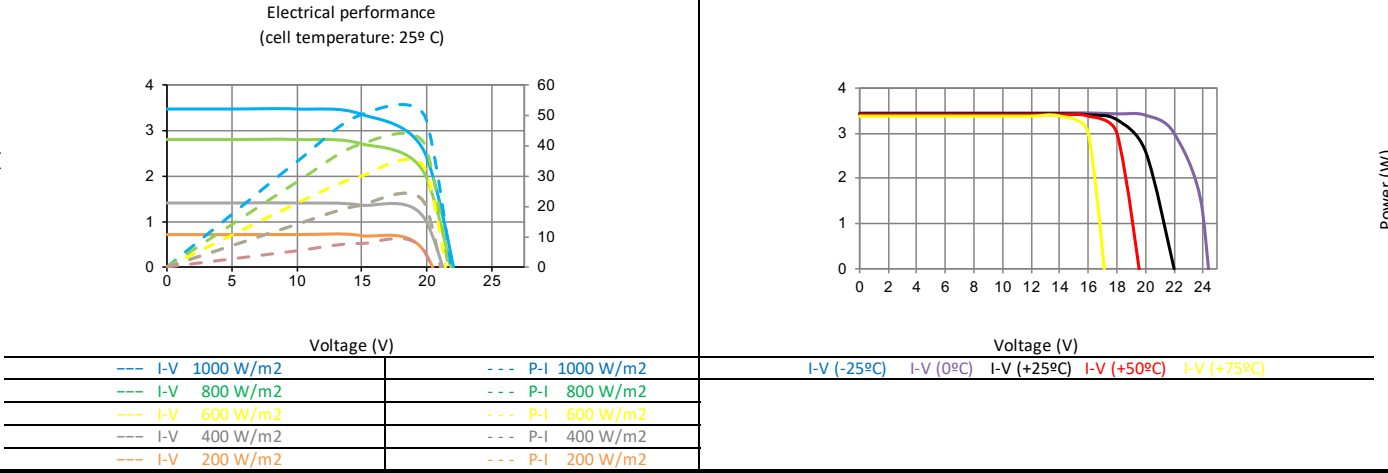 Electrical performance
(cell temperature: 25º C)
4
3
2
1
0
60
50
40
30
20
10
0
0 5 10 15 20 25
Voltage (V)
4
3
2
1
0
0 2 4 6 8 10 12 14 16 18 20 22 24
Voltage (V)
Power (W)
--- I-V 1000 W/m2 - - - P-I 1000 W/m2
I-V (-25ºC) I-V (0ºC) I-V (+25ºC) I-V (+50ºC) I-V (+75ºC)
--- I-V 800 W/m2 - - - P-I 800 W/m2
--- I-V 600 W/m2 - - - P-I 600 W/m2
--- I-V 400 W/m2 - - - P-I 400 W/m2
--- I-V 200 W/m2 - - - P-I 200 W/m2